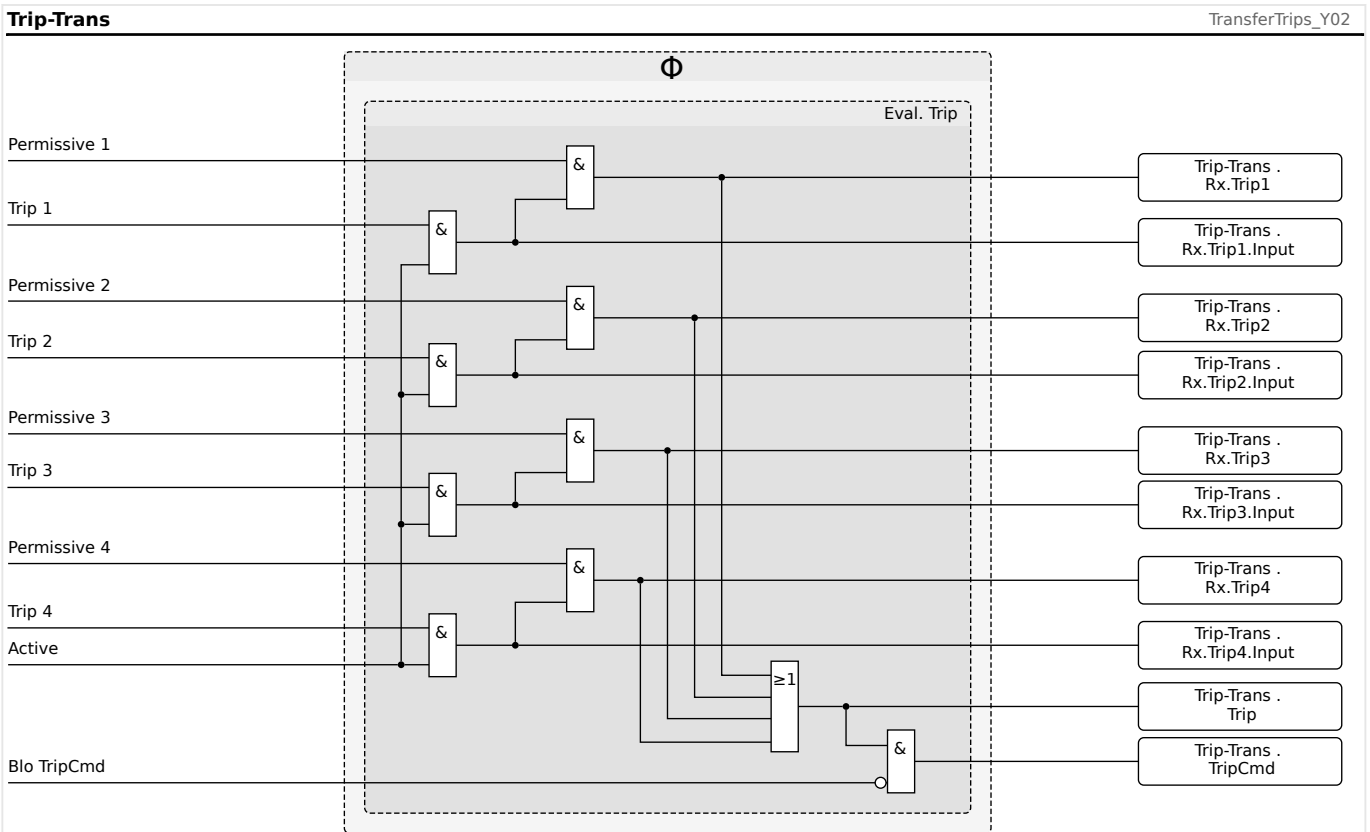 Trip-Trans
TransferTrips_Y02
Φ
Eval. Trip
Permissive 1
&
Trip-Trans .
Rx.Trip1
Trip 1
&
Trip-Trans .
Rx.Trip1.Input
Permissive 2
&
Trip-Trans .
Rx.Trip2
Trip 2
&
Trip-Trans .
Rx.Trip2.Input
Permissive 3
&
Trip-Trans .
Rx.Trip3
Trip 3
&
Trip-Trans .
Rx.Trip3.Input
Permissive 4
&
Trip-Trans .
Rx.Trip4
Trip 4
&
Trip-Trans .
Rx.Trip4.Input
Active
≥1
Trip-Trans .
Trip
&
Trip-Trans .
TripCmd
Blo TripCmd